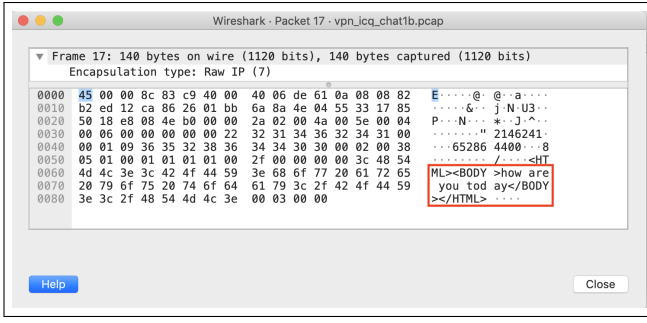 Wireshark · Packet 17 · vpn_icq_chat1b.pcap
▼ Frame 17: 140 bytes on wire (1120 bits), 140 bytes captured (1120 bits)
Encapsulation type: Raw IP (7)
0000 45 00 00 8c 83 c9 40 00 40 06 de 61 0a 08 08 82 E·····@· @··a····
0010 b2 ed 12 ca 86 26 01 bb 6a 8a 4e 04 55 33 17 85 ·····&·· j·N·U3··
0020 50 18 e8 08 4e b0 00 00 2a 02 00 4a 00 5e 00 04 P···N··· *··J·^··
0030 00 06 00 00 00 00 00 22 32 31 34 36 32 34 31 00 ·······" 2146241·
0040 00 01 09 36 35 32 38 36 34 34 30 30 00 02 00 38 ···65286 4400···8
0050 05 01 00 01 01 01 01 00 2f 00 00 00 00 3c 48 54 ········ /····<HT
0060 4d 4c 3e 3c 42 4f 44 59 3e 68 6f 77 20 61 72 65 ML><BODY >how are
0070 20 79 6f 75 20 74 6f 64 61 79 3c 2f 42 4f 44 59 you tod ay</BODY
0080 3e 3c 2f 48 54 4d 4c 3e 00 03 00 00 ></HTML> ····
Help Close